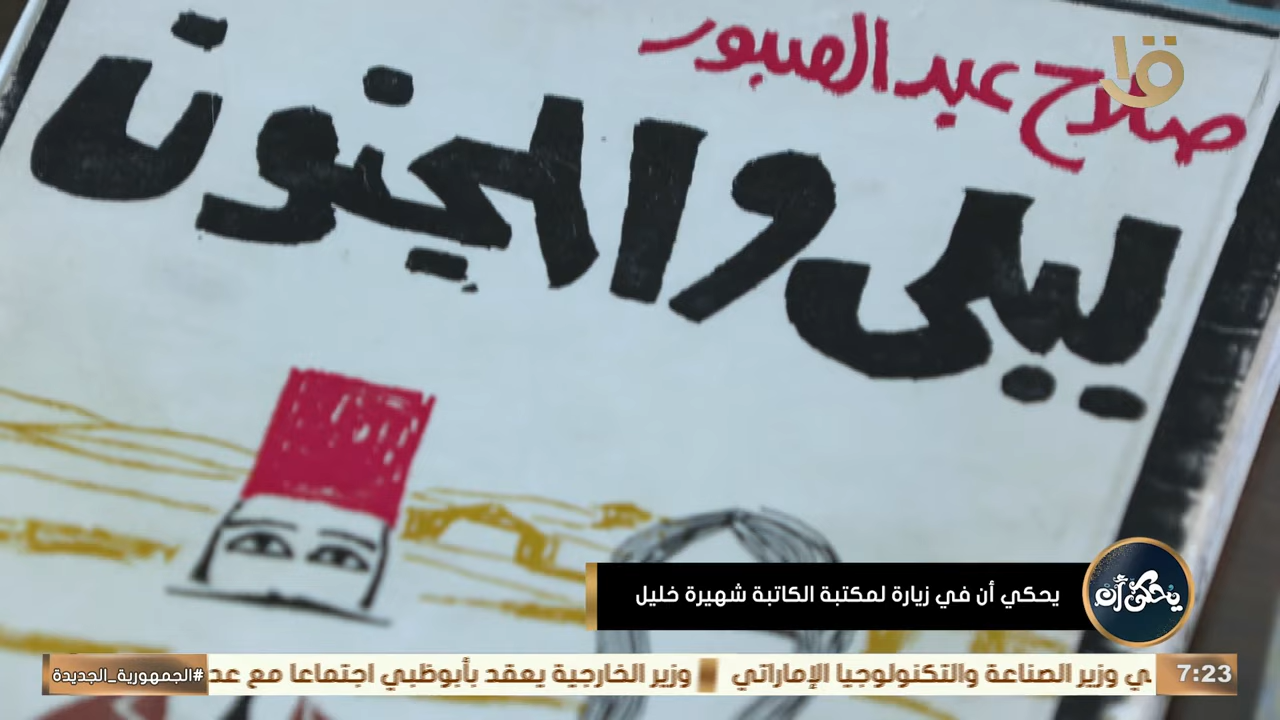 صلاح عبد الصبور
ليلى والمجنون
يحكي أن
يحكي أن في زيارة لمكتبة الكاتبة شهيرة خليل
ي وزير الصناعة والتكنولوجيا الإماراتي وزير الخارجية يعقد بأبوظبي اجتماعا مع عد
#الجمهورية_الجديدة
7:23